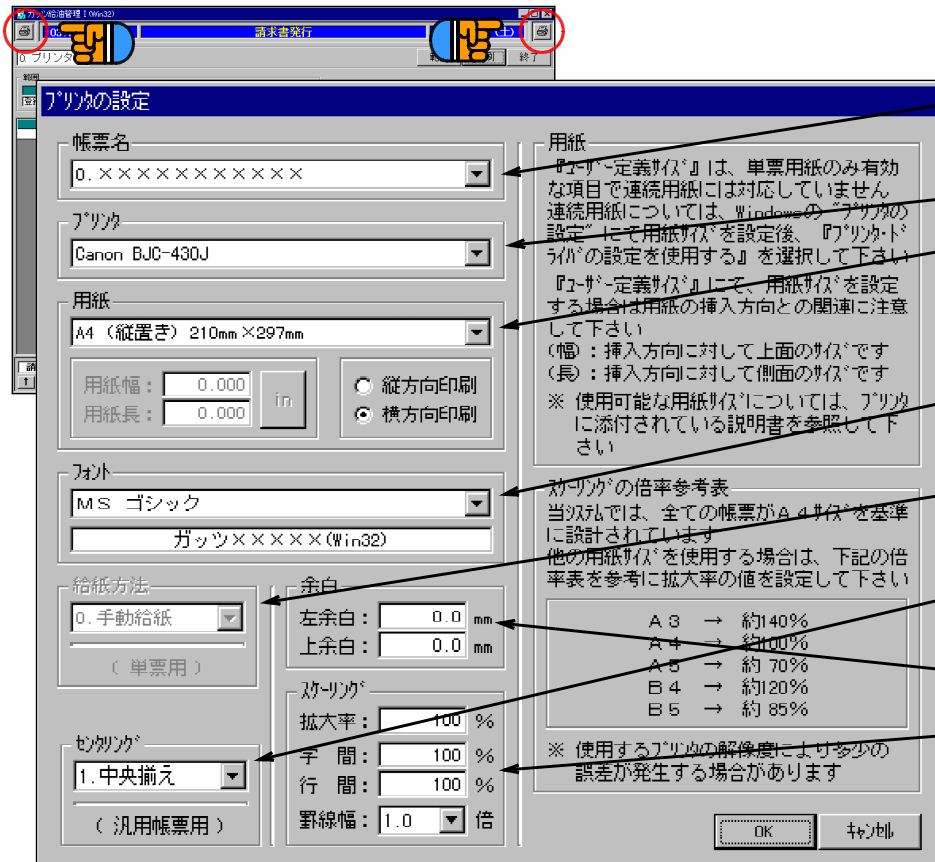 ガッツ給油管理Ⅰ(Win32)
請求書発行
(土)
終了
範囲
プリンタの設定
帳票名
0.×××××××××××
プリンタ
Canon BJC-430J
用紙
A4 (縦置き) 210mm×297mm
用紙幅: 0.000
用紙長: 0.000
in
縦方向印刷
横方向印刷
フォント
MS ゴシック
ガッツ×××××(Win32)
給紙方法
0.手動給紙
(単票用)
センタリング
1.中央揃え
(汎用帳票用)
余白
左余白: 0.0 mm
上余白: 0.0 mm
スケーリング
拡大率: 100 %
字 間: 100 %
行 間: 100 %
罫線幅: 1.0 倍
用紙
『ユーザー定義サイズ』は、単票用紙のみ有効
な項目で連続用紙には対応していません
連続用紙については、Windowsの"プリンタの
設定"にて用紙サイズを設定後、『プリンタ・ド
ライバの設定を使用する』を選択して下さい
『ユーザー定義サイズ』にて、用紙サイズを設定
する場合は用紙の挿入方向との関連に注意
して下さい
(幅):挿入方向に対して上面のサイズです
(長):挿入方向に対して側面のサイズです
※ 使用可能な用紙サイズについては、プリンタ
に添付されている説明書を参照して下
さい
スケーリングの倍率参考表
当システムでは、全ての帳票がA4サイズを基準
に設計されています
他の用紙サイズを使用する場合は、下記の倍
率表を参考に拡大率の値を設定して下さい
A3 → 約140%
A4 → 約100%
A5 → 約 70%
B4 → 約120%
B5 → 約 85%
※ 使用するプリンタの解像度により多少の
誤差が発生する場合があります
OK
キャンセル